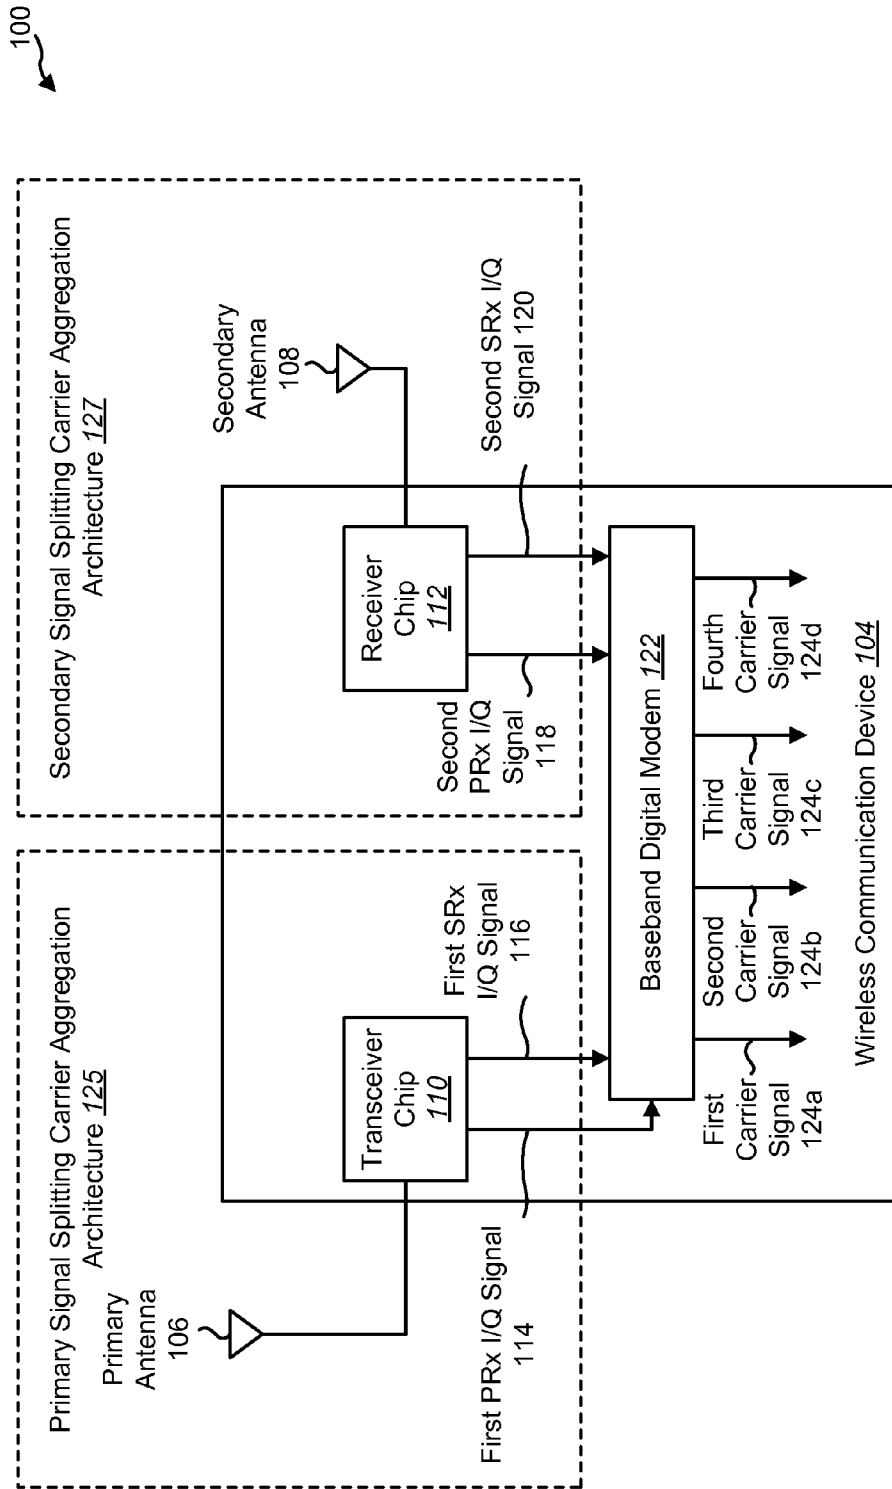 100
Primary Signal Splitting Carrier Aggregation
Architecture 125
Primary
Antenna
106
Transceiver
Chip
110
First PRx I/Q Signal
114
First SRx
I/Q Signal
116
Secondary Signal Splitting Carrier Aggregation
Architecture 127
Secondary
Antenna
108
Receiver
Chip
112
Second
PRx I/Q
Signal
118
Second SRx I/Q
Signal 120
Baseband Digital Modem 122
First
Carrier
Signal
124a
Second
Carrier
Signal
124b
Third
Carrier
Signal
124c
Fourth
Carrier
Signal
124d
Wireless Communication Device 104